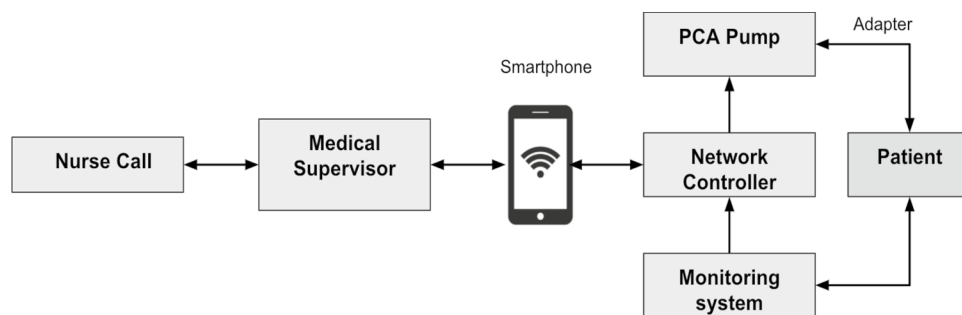 PCA Pump
Adapter
Smartphone
Nurse Call
Medical
Supervisor
Network
Controller
Patient
Monitoring
system